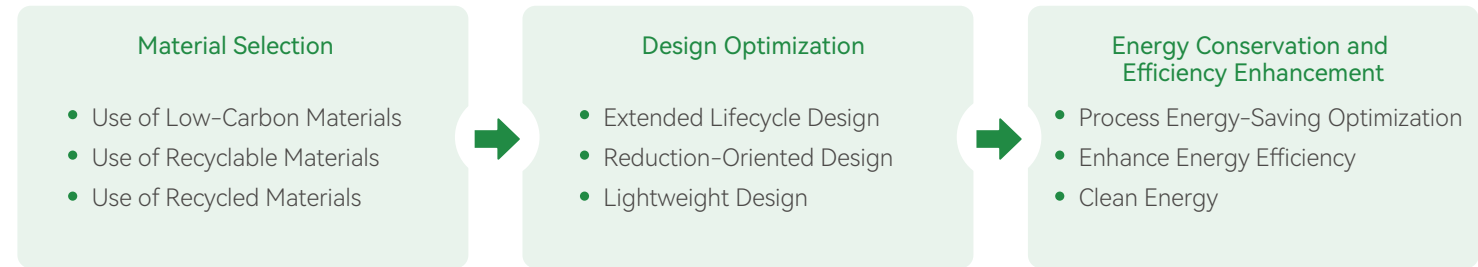 Material Selection
Use of Low-Carbon Materials
Use of Recyclable Materials
Use of Recycled Materials
Design Optimization
Extended Lifecycle Design
Reduction-Oriented Design
Lightweight Design
Energy Conservation and
Efficiency Enhancement
Process Energy-Saving Optimization
Enhance Energy Efficiency
Clean Energy